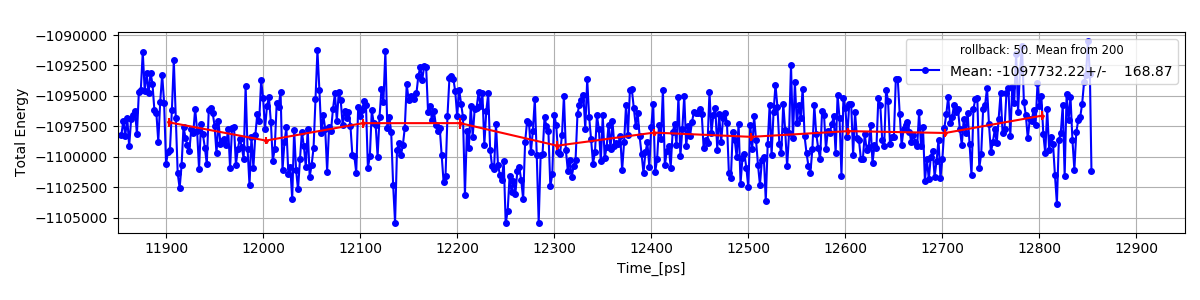 −1090000
−1092500
−1095000
−1097500
−1100000
−1102500
−1105000
Total Energy
rollback: 50. Mean from 200
Mean: -1097732.22+/- 168.87
11900 12000 12100 12200 12300 12400 12500 12600 12700 12800 12900
Time_[ps]